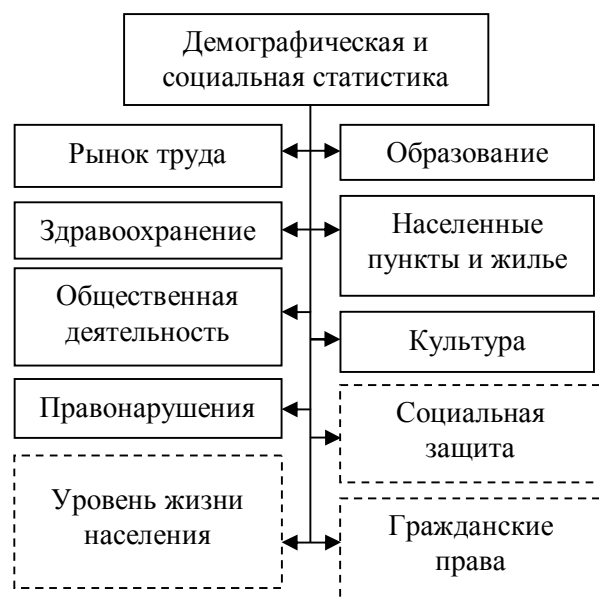 Демографическая и
социальная статистика
Рынок труда
Образование
Здравоохранение
Населенные
пункты и жилье
Общественная
деятельность
Культура
Правонарушения
Социальная
защита
Уровень жизни
населения
Гражданские
права